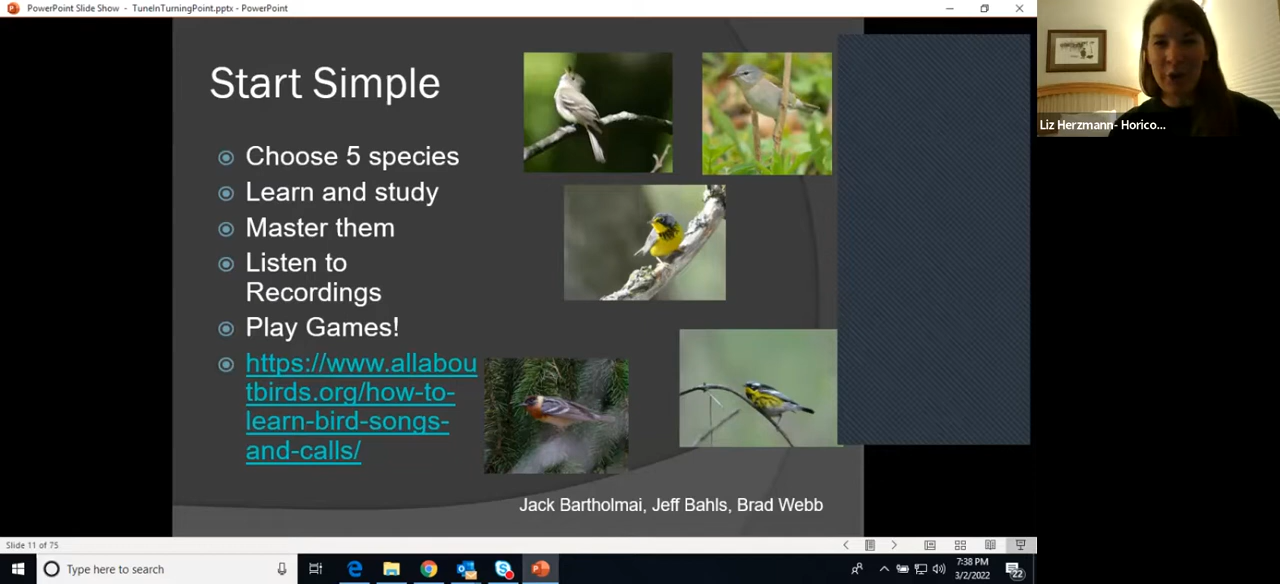 PowerPoint Slide Show - TuneInTurningPoint.pptx - PowerPoint
Start Simple
Choose 5 species
Learn and study
Master them
Listen to
Recordings
Play Games!
https://www.allabou
tbirds.org/how-to-
learn-bird-songs-
and-calls/
Jack Bartholmai, Jeff Bahls, Brad Webb
Liz Herzmann- Horico...
Slide 11 of 75
Type here to search
7:38 PM
3/2/2022
22